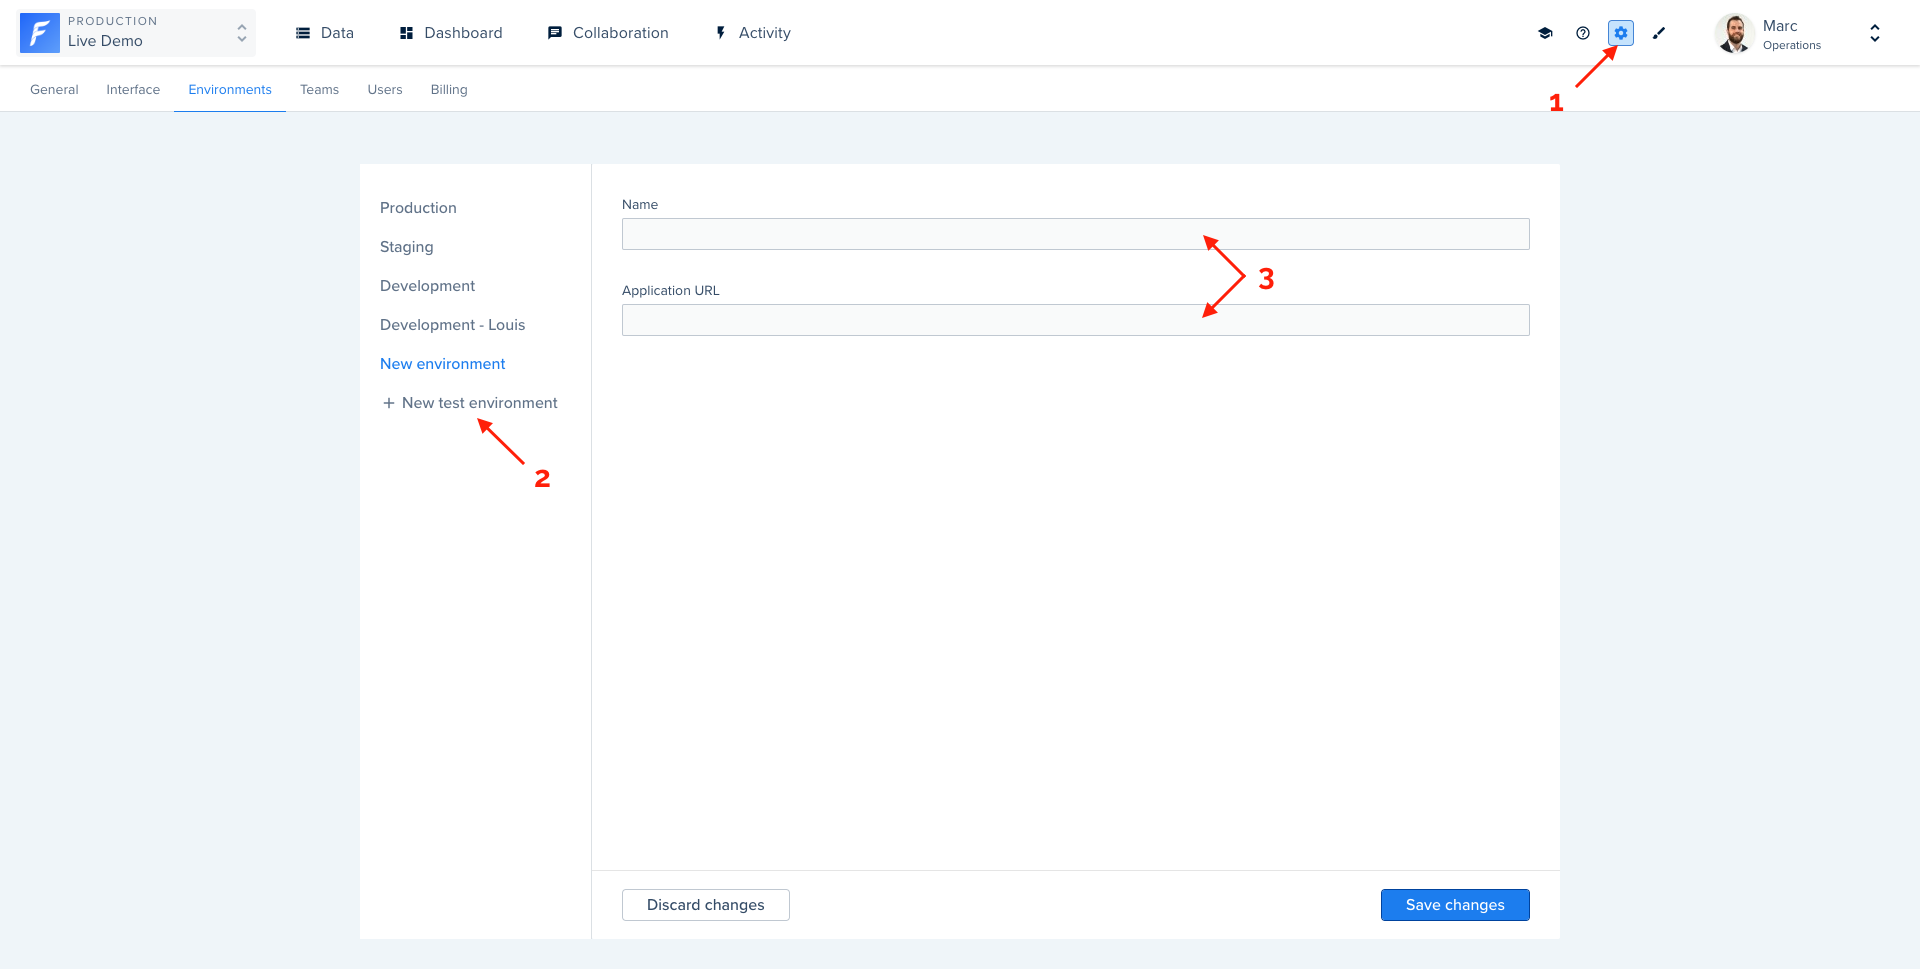 PRODUCTION
Live Demo
Data
Dashboard
Collaboration
Activity
Marc
Operations
General
Interface
Environments
Teams
Users
Billing
1
Production
Staging
Development
Development - Louis
New environment
+ New test environment
2
Name
3
Application URL
Discard changes
Save changes